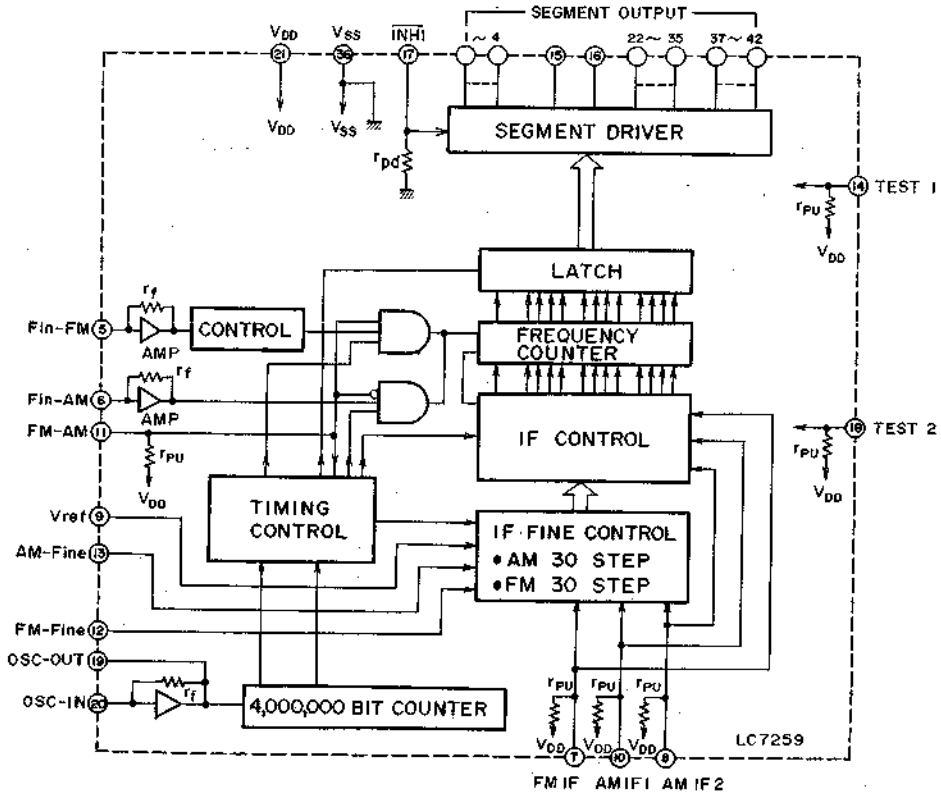 SEGMENT OUTPUT
VDD VSS INH1 1~4 22~35 37~42
21 36 17 15 16
VDD VSS
SEGMENT DRIVER
rpd
14 TEST 1
rPU
VDD
LATCH
rf
Fin-FM 5 CONTROL
AMP
FREQUENCY
COUNTER
rf
Fin-AM 6
AMP
FM-AM 11
rPU
VDD
IF CONTROL
18 TEST 2
rPU
VDD
TIMING
CONTROL
Vref 9
IF FINE CONTROL
AM-Fine 13
•AM 30 STEP
•FM 30 STEP
FM-Fine 12
OSC-OUT 19
rf
OSC-IN 20
4,000,000 BIT COUNTER
rPU rPU rPU
VDD VDD VDD
LC7259
7 10 8
FM IF AM IF1 AM IF2